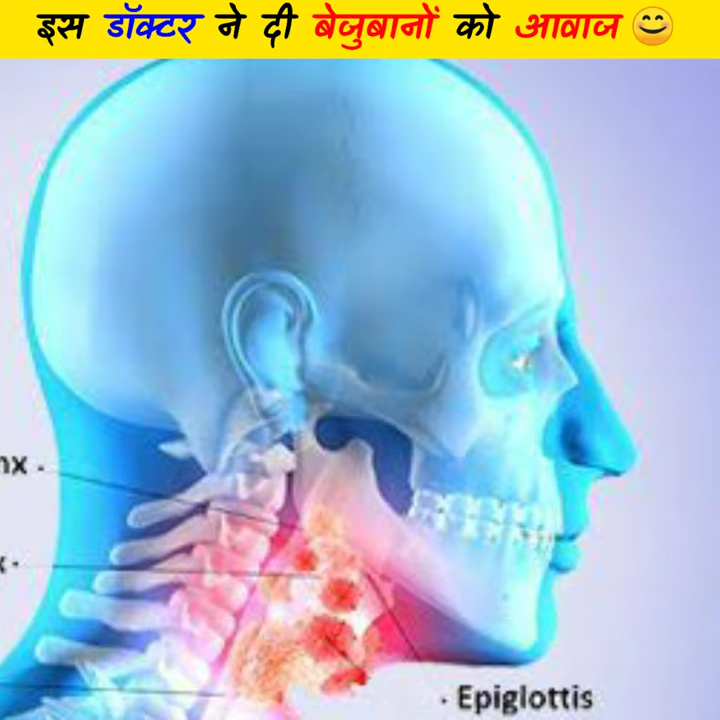 इस डॉक्टर ने दी बेजुबानों को आवाज 😊
nx -
- Epiglottis